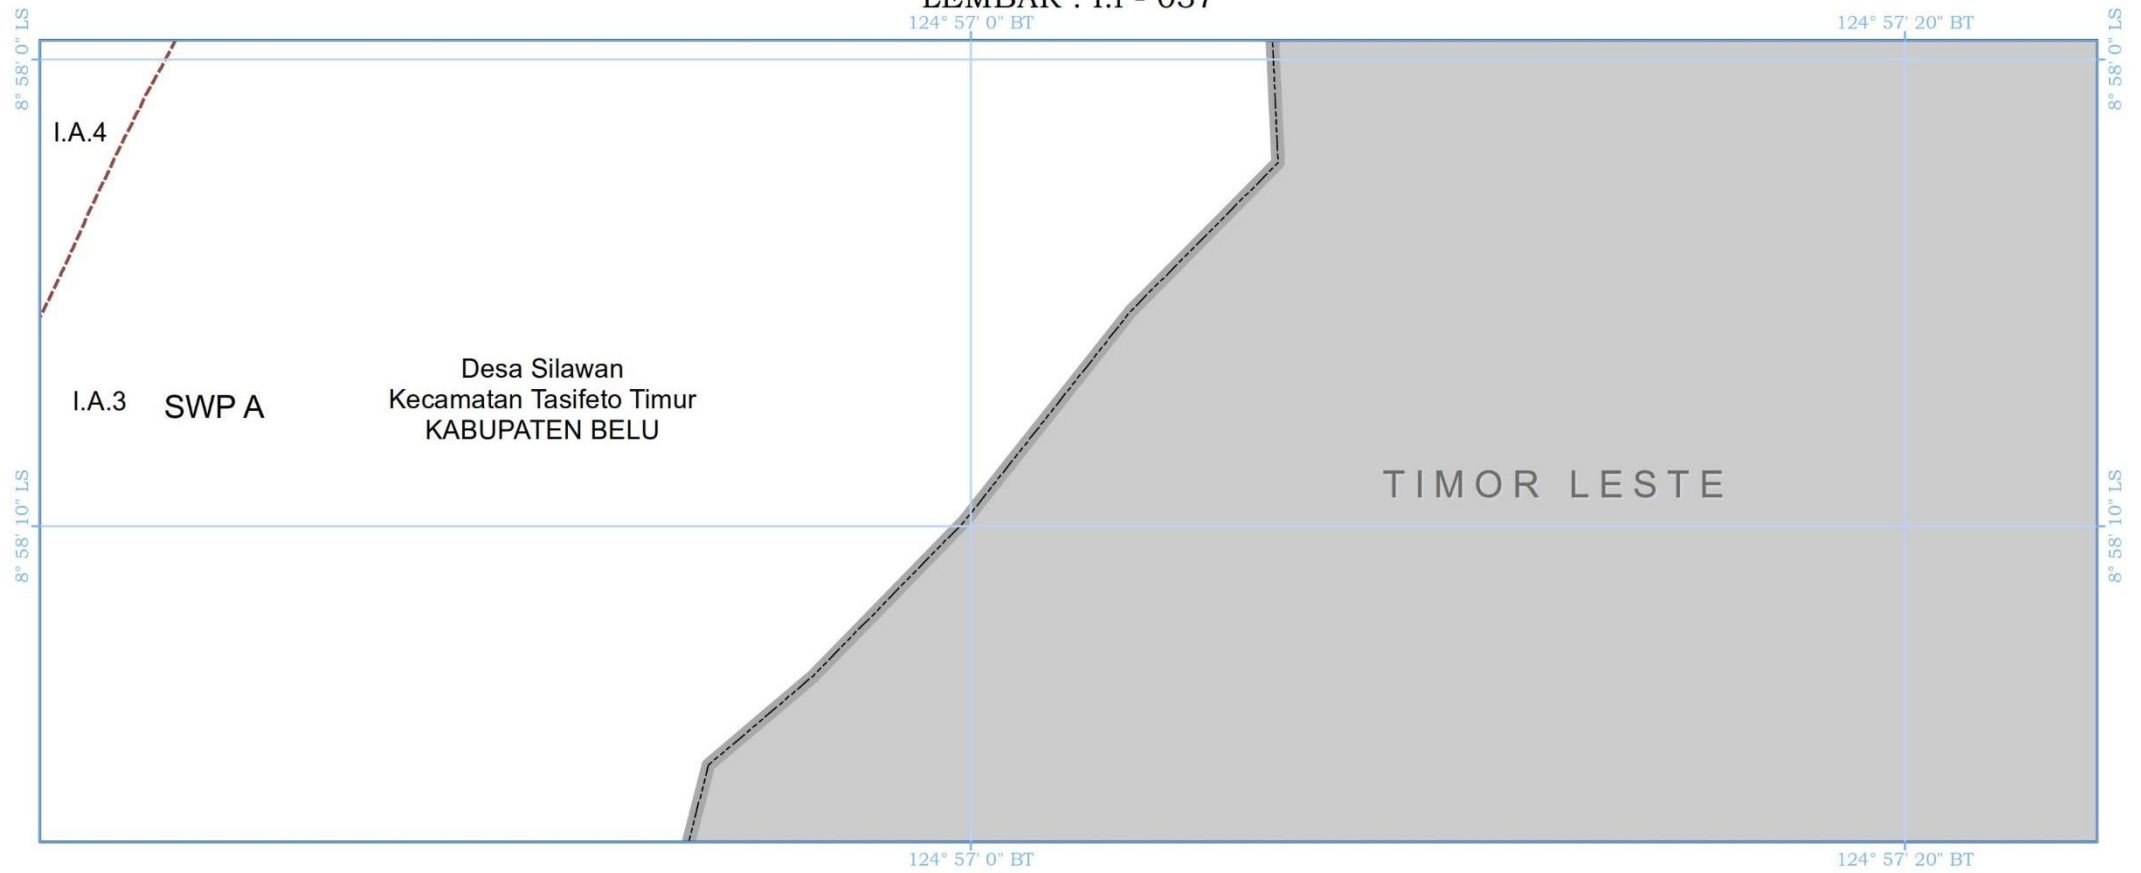 124° 57' 0" BT
124° 57' 20" BT
8° 58' 0" LS
8° 58' 0" LS
I.A.4
Desa Silawan
Kecamatan Tasifeto Timur
KABUPATEN BELU
I.A.3
SWP A
TIMOR LESTE
8° 58' 10" LS
8° 58' 10" LS
124° 57' 0" BT
124° 57' 20" BT